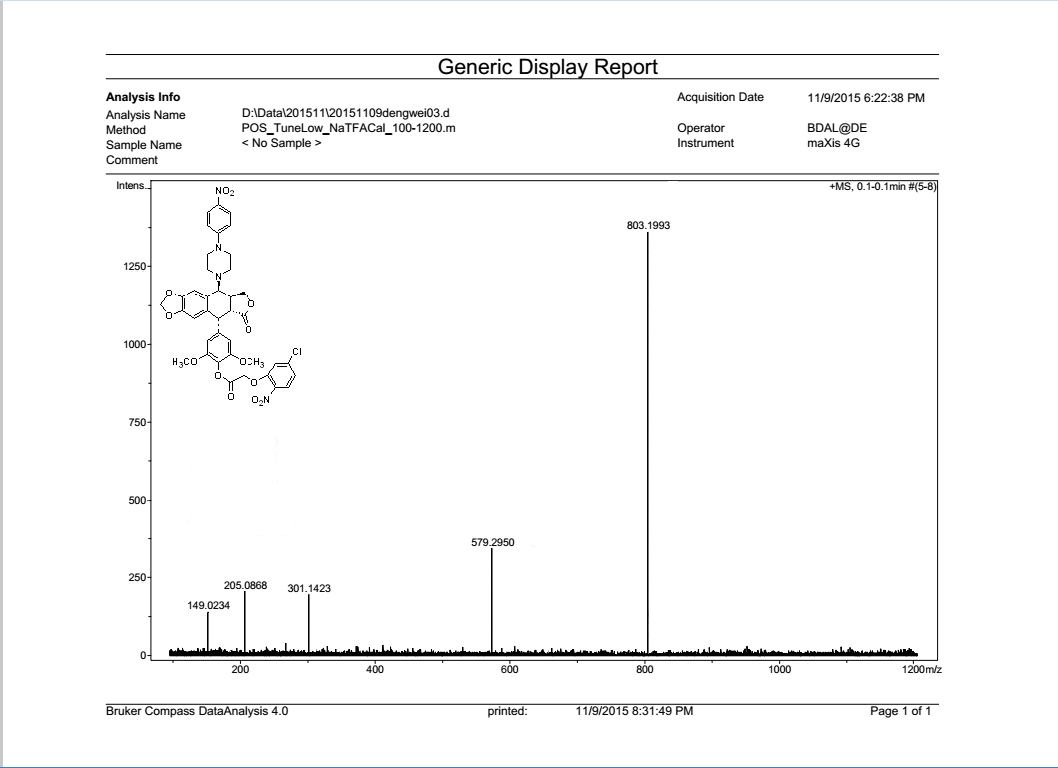 Generic Display Report
Analysis Info
Acquisition Date 11/9/2015 6:22:38 PM
Analysis Name D:\Data\201511\20151109dengwei03.d
Method POS_TuneLow_NaTFACal_100-1200.m
Operator BDAL@DE
Sample Name < No Sample >
Instrument maXis 4G
Comment
Intens.
+MS, 0.1-0.1min #(5-8)
NO2
N
N
O
O
O
O
H3CO
OCH3
Cl
O
O
O
O2N
803.1993
579.2950
301.1423
205.0868
149.0234
1250
1000
750
500
250
0
200 400 600 800 1000 1200m/z
Bruker Compass DataAnalysis 4.0 printed: 11/9/2015 8:31:49 PM Page 1 of 1